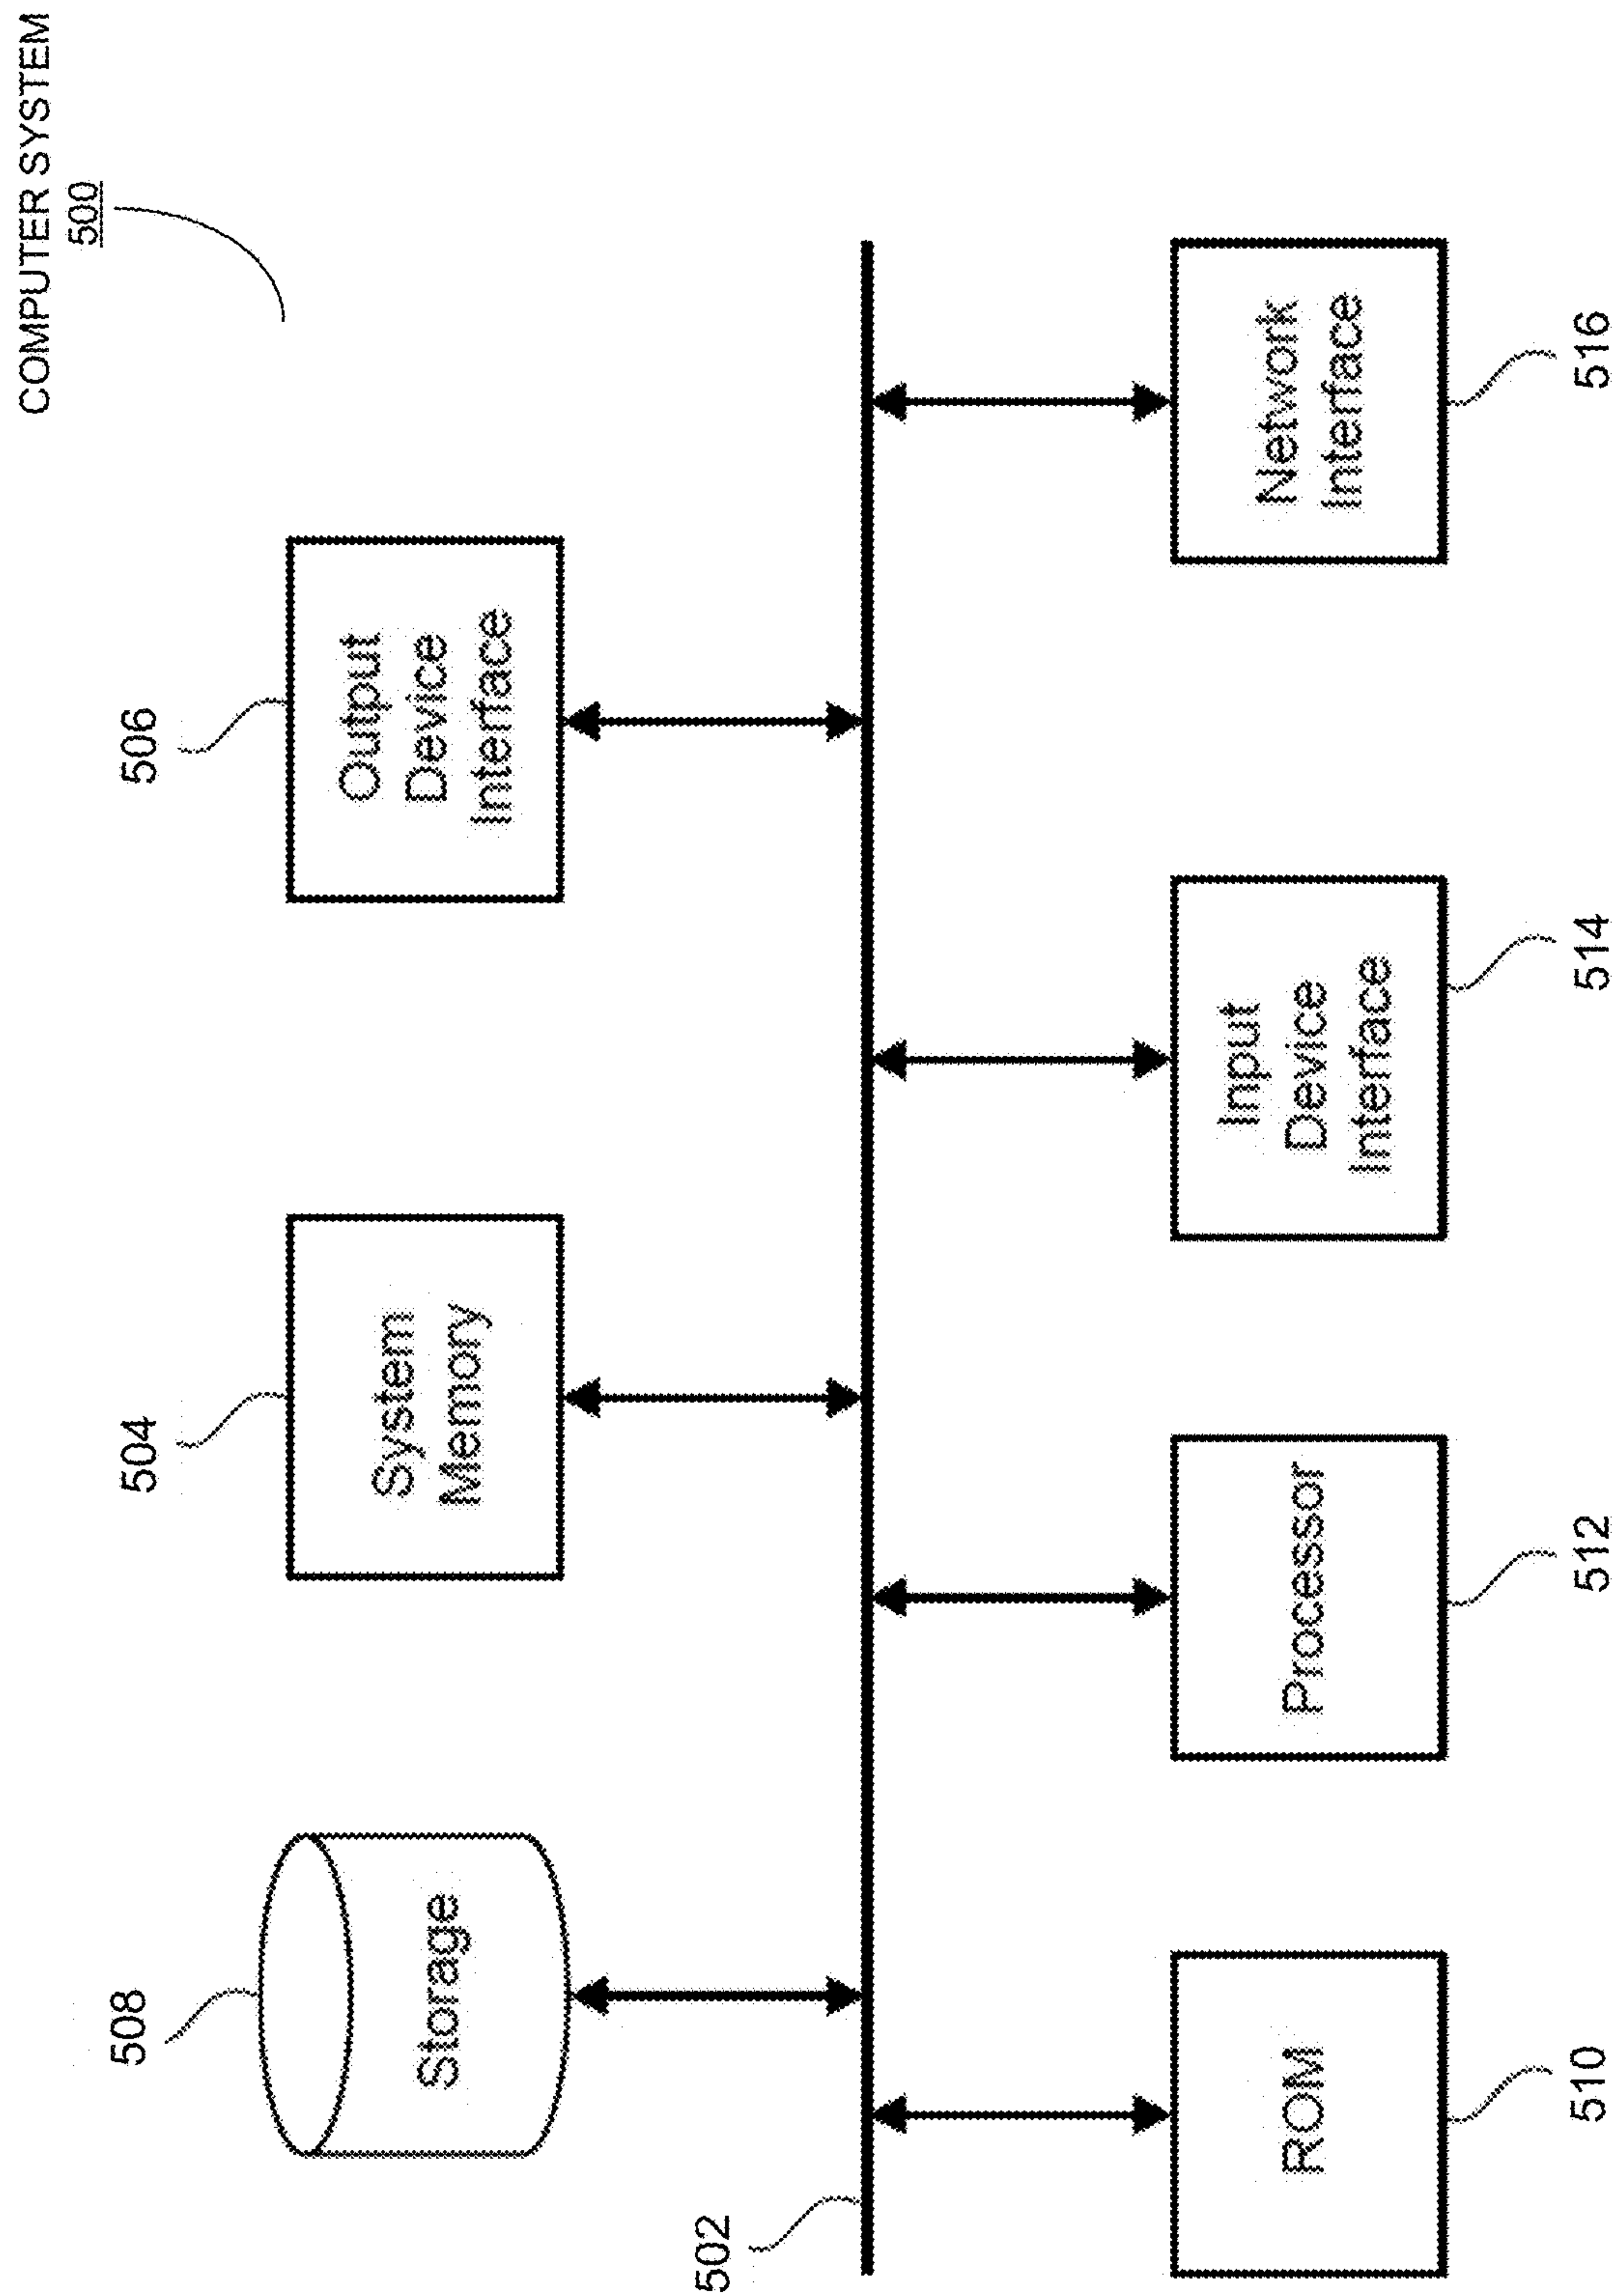 COMPUTER SYSTEM
500
508
504
506
Storage
System
Memory
Output
Device
Interface
502
ROM
Processor
Input
Device
Interface
Network
Interface
510
512
514
516